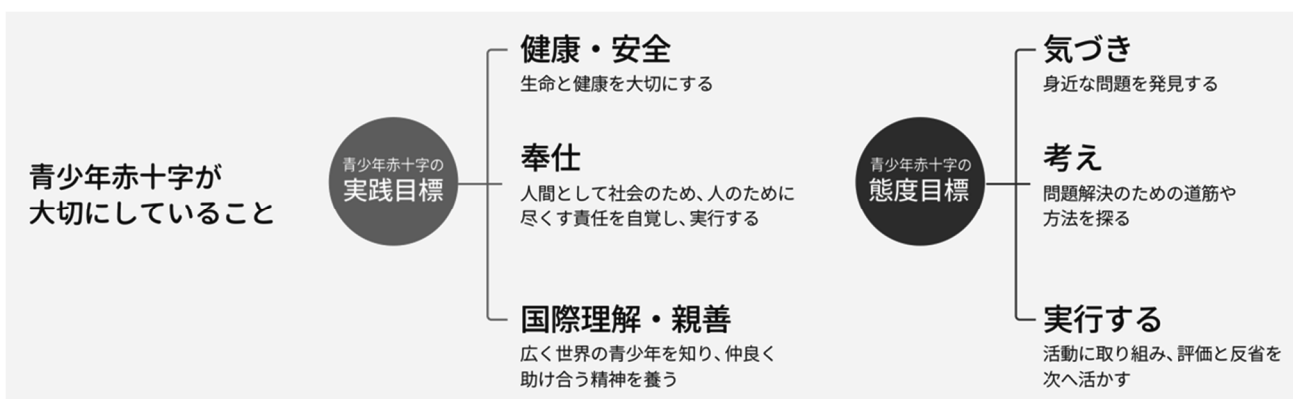 青少年赤十字が
大切にしていること
青少年赤十字の
実践目標
健康・安全
生命と健康を大切にする
奉仕
人間として社会のため、人のために
尽くす責任を自覚し、実行する
国際理解・親善
広く世界の青少年を知り、仲良く
助け合う精神を養う
青少年赤十字の
態度目標
気づき
身近な問題を発見する
考え
問題解決のための道筋や
方法を探る
実行する
活動に取り組み、評価と反省を
次へ活かす